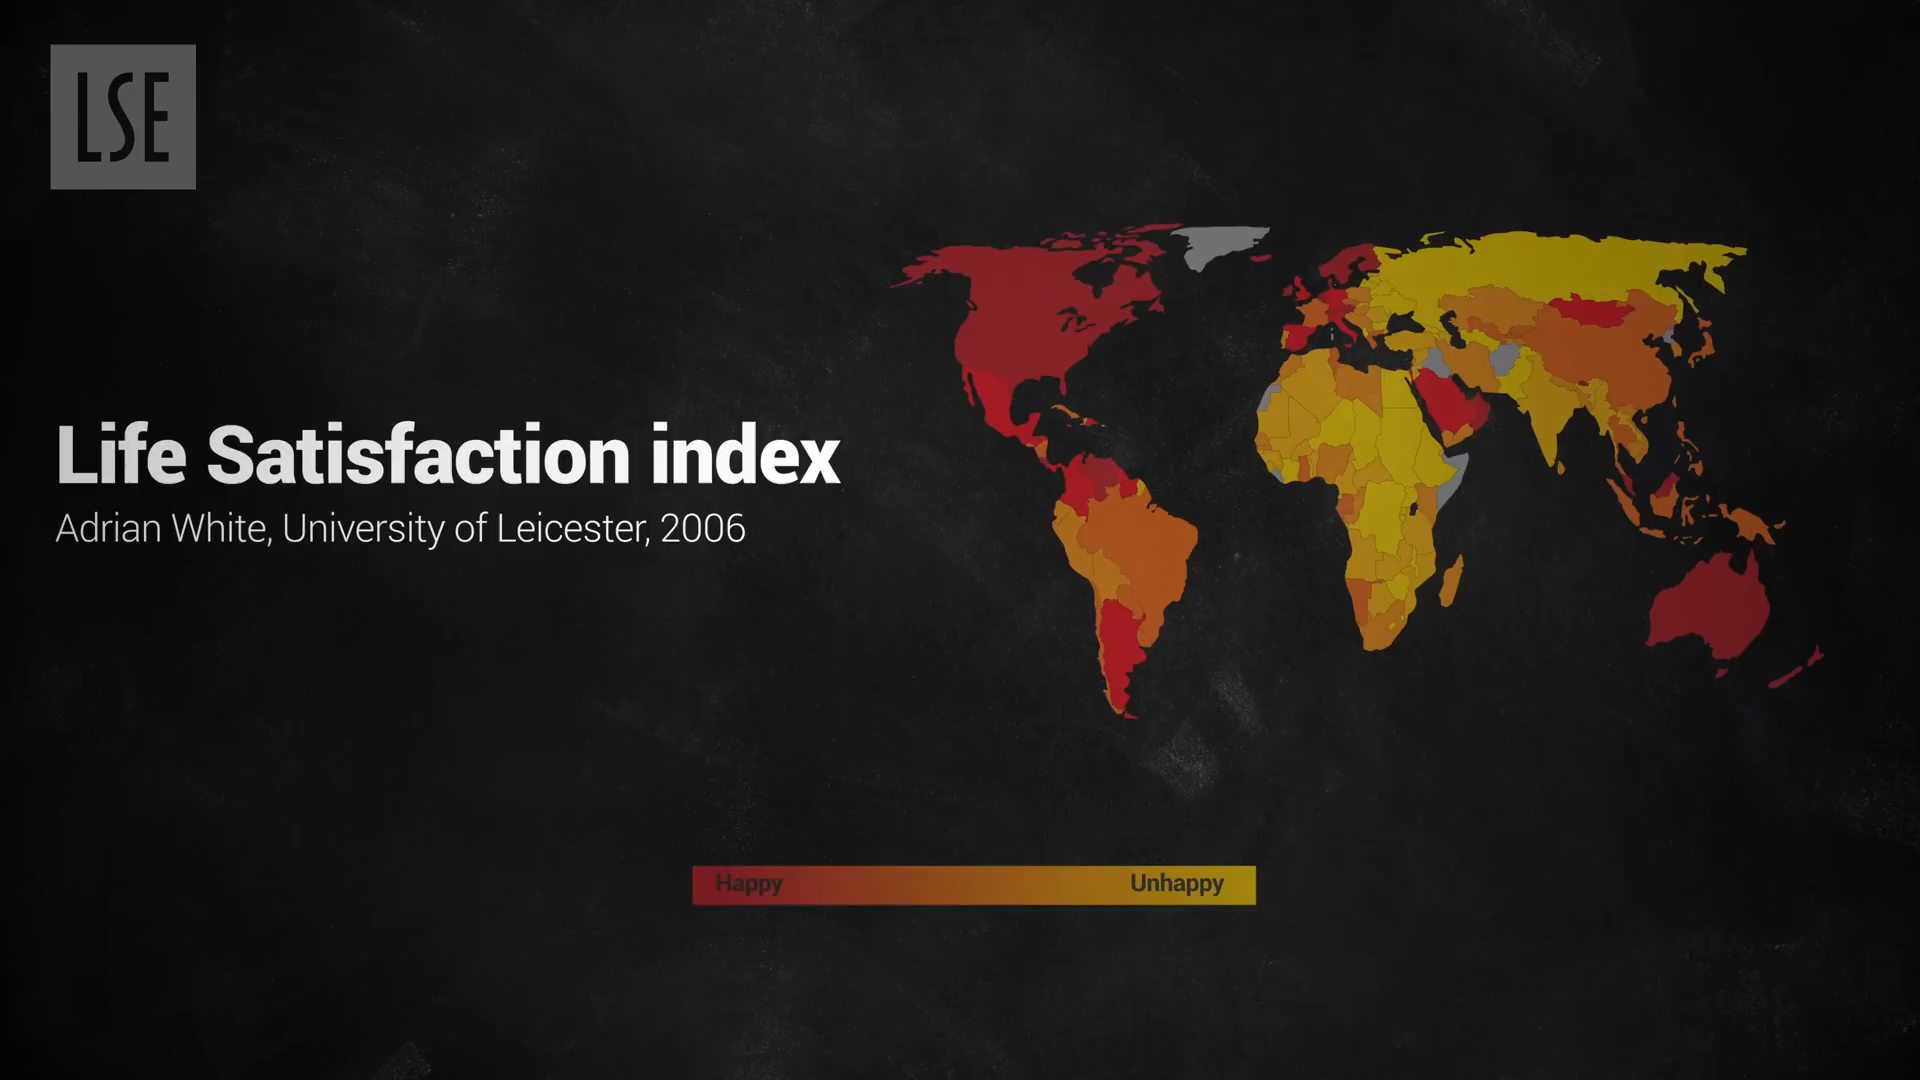 LSE
Life Satisfaction index
Adrian White, University of Leicester, 2006
Happy
Unhappy